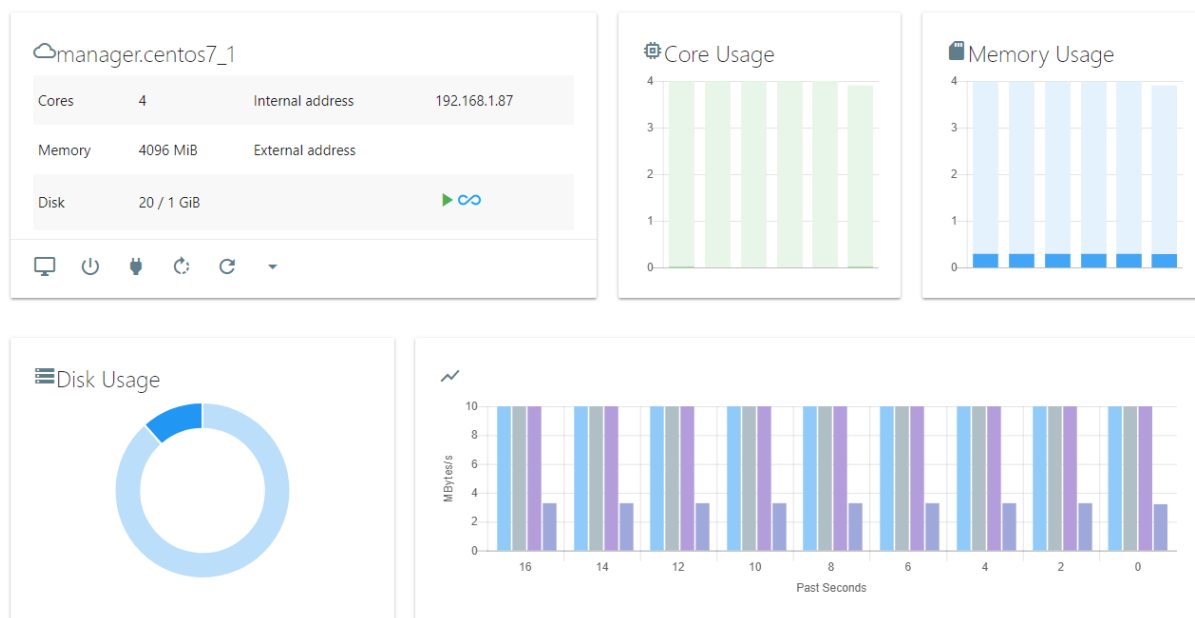 manager.centos7_1
Cores 4 Internal address 192.168.1.87
Memory 4096 MiB External address
Disk 20 / 1 GiB
Core Usage
4
3
2
1
0
Memory Usage
4
3
2
1
0
Disk Usage
MBytes/s
10
8
6
4
2
0
16 14 12 10 8 6 4 2 0
Past Seconds